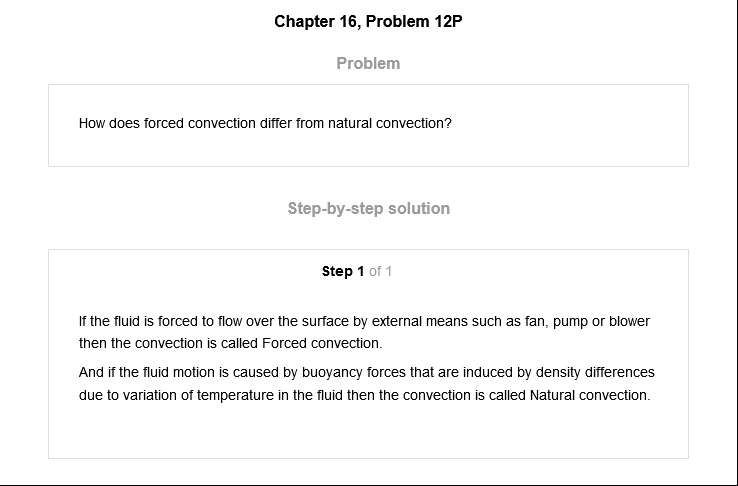 Chapter 16, Problem 12P
Problem
How does forced convection differ from natural convection?
Step-by-step solution
Step 1 of 1
If the fluid is forced to flow over the surface by external means such as fan, pump or blower
then the convection is called Forced convection.
And if the fluid motion is caused by buoyancy forces that are induced by density differences
due to variation of temperature in the fluid then the convection is called Natural convection.